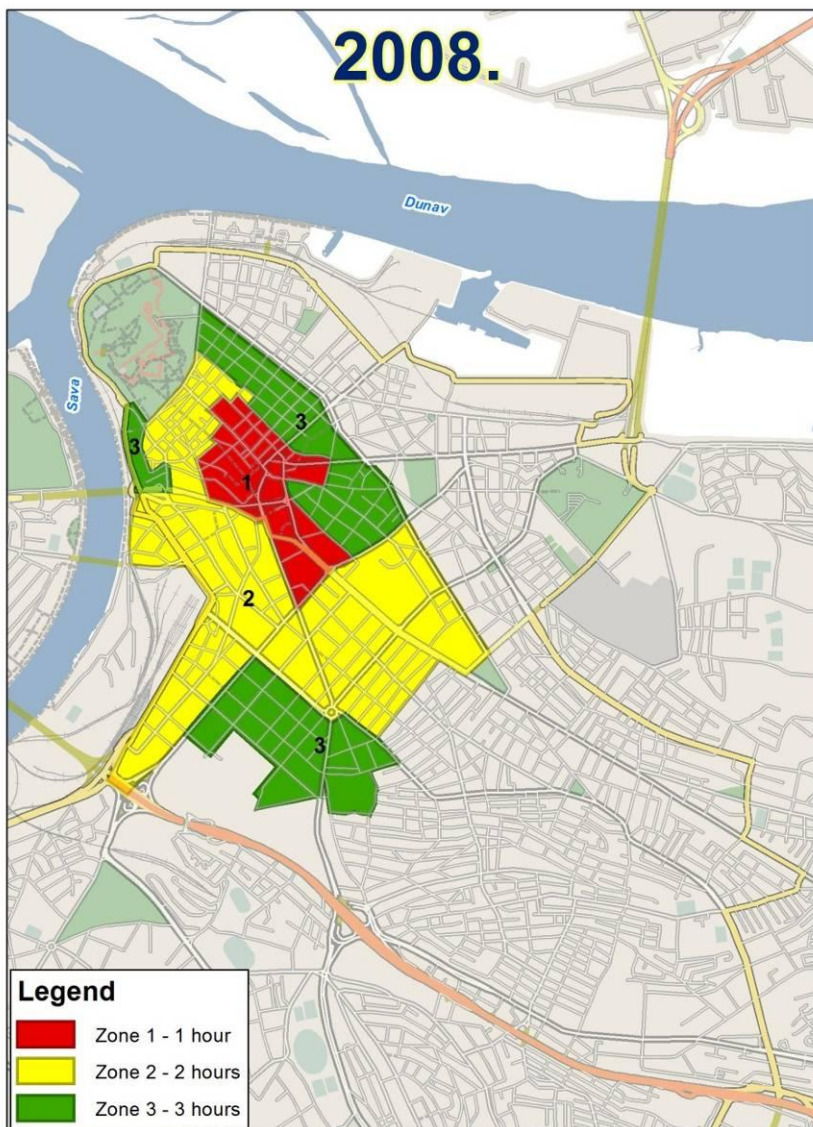 2008.
Dunav
Sava
3
3
1
2
3
Legend
Zone 1 - 1 hour
Zone 2 - 2 hours
Zone 3 - 3 hours